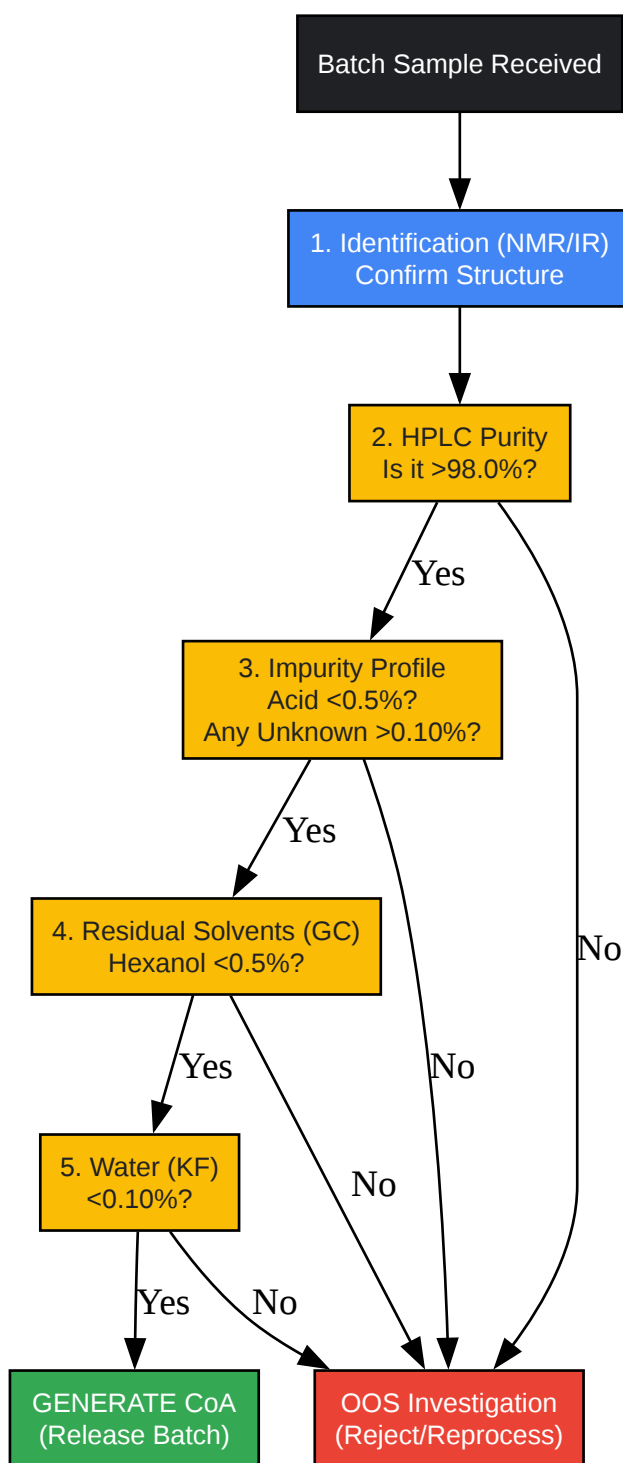 Batch Sample Received
1. Identification (NMR/IR)
Confirm Structure
2. HPLC Purity
Is it >98.0%?
Yes
3. Impurity Profile
Acid <0.5%?
Any Unknown >0.10%?
Yes
4. Residual Solvents (GC)
Hexanol <0.5%?
No
Yes
No
5. Water (KF)
<0.10%?
No
Yes
No
GENERATE CoA
(Release Batch)
OOS Investigation
(Reject/Reprocess)